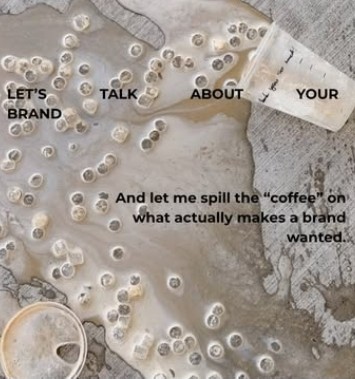 LET'S TALK ABOUT YOUR
BRAND
And let me spill the “coffee” on
what actually makes a brand
wanted.